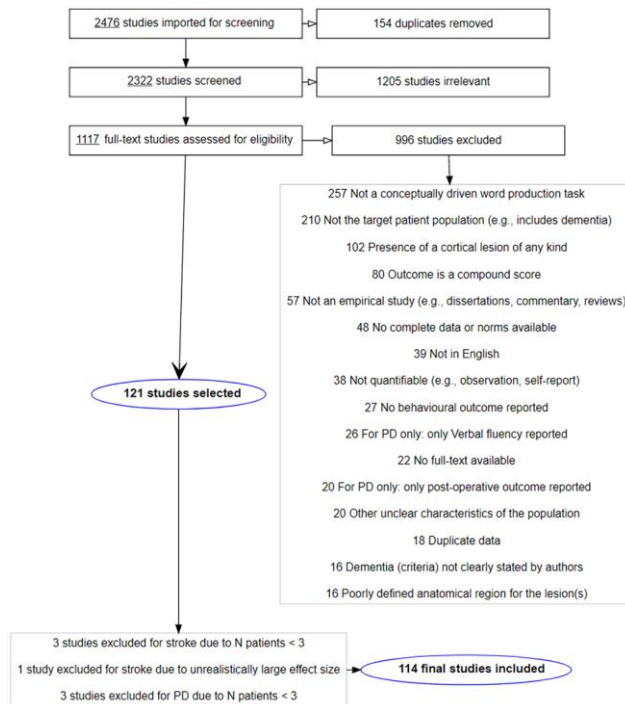 2476 studies imported for screening
154 duplicates removed
2322 studies screened
1205 studies irrelevant
1117 full-text studies assessed for eligibility
996 studies excluded
257 Not a conceptually driven word production task
210 Not the target patient population (e.g., includes dementia)
102 Presence of a cortical lesion of any kind
80 Outcome is a compound score
57 Not an empirical study (e.g., dissertations, commentary, reviews)
48 No complete data or norms available
39 Not in English
38 Not quantifiable (e.g., observation, self-report)
27 No behavioural outcome reported
26 For PD only: only Verbal fluency reported
22 No full-text available
20 For PD only: only post-operative outcome reported
20 Other unclear characteristics of the population
18 Duplicate data
16 Dementia (criteria) not clearly stated by authors
16 Poorly defined anatomical region for the lesion(s)
121 studies selected
3 studies excluded for stroke due to N patients < 3
1 study excluded for stroke due to unrealistically large effect size
3 studies excluded for PD due to N patients < 3
114 final studies included